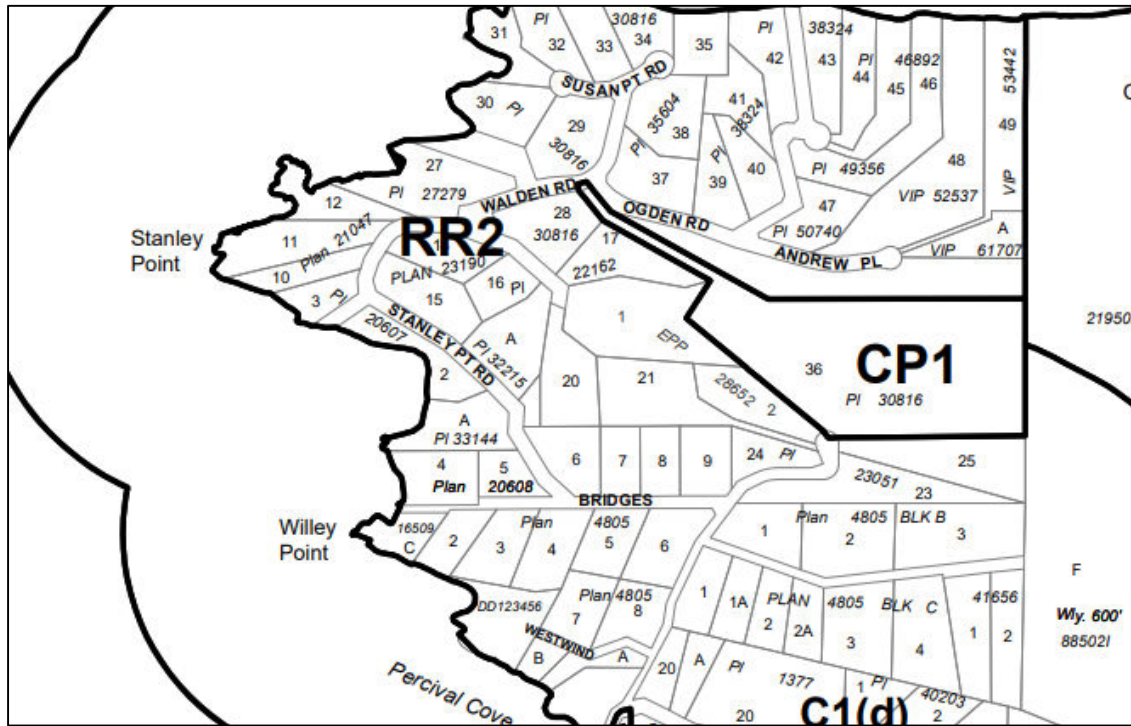 31
Pl
32
33
30816
34
35
Pl
42
38324
43
Pl
44
46892
45
46
53442
49
VIP
SUSAN PT RD
30
Pl
29
30816
35604
Pl
38
41
38324
Pl
40
39
37
Pl 49356
48
VIP 52537
47
Pl 50740
A
VIP 61707
27
Pl 27279
12
WALDEN RD
OGDEN RD
ANDREW PL
Stanley
Point
11
Plan 21047
10
3
Pl
20607
RR2
28
30816
17
22162
PLAN 23190
15
16
Pl
STANLEY PT RD
A
Pl 32215
1
EPP
28652
2
36
CP1
Pl 30816
21950
2
20
21
A
Pl 33144
4
Plan
5
20608
6
7
8
9
24
Pl
25
23051
23
BRIDGES
Willey
Point
16509
C
2
3
Plan 4805
4
5
6
1
Plan 4805 BLK B
2
3
F
Wly. 600'
88502I
DD123456
Plan 4805
7
8
WESTWIND
B
A
1
1A
PLAN 4805 BLK C
2
2A
3
4
41656
1
2
Percival Cove
20
A
Pl 1377
20
1
Pl
40203
2
C1(d)